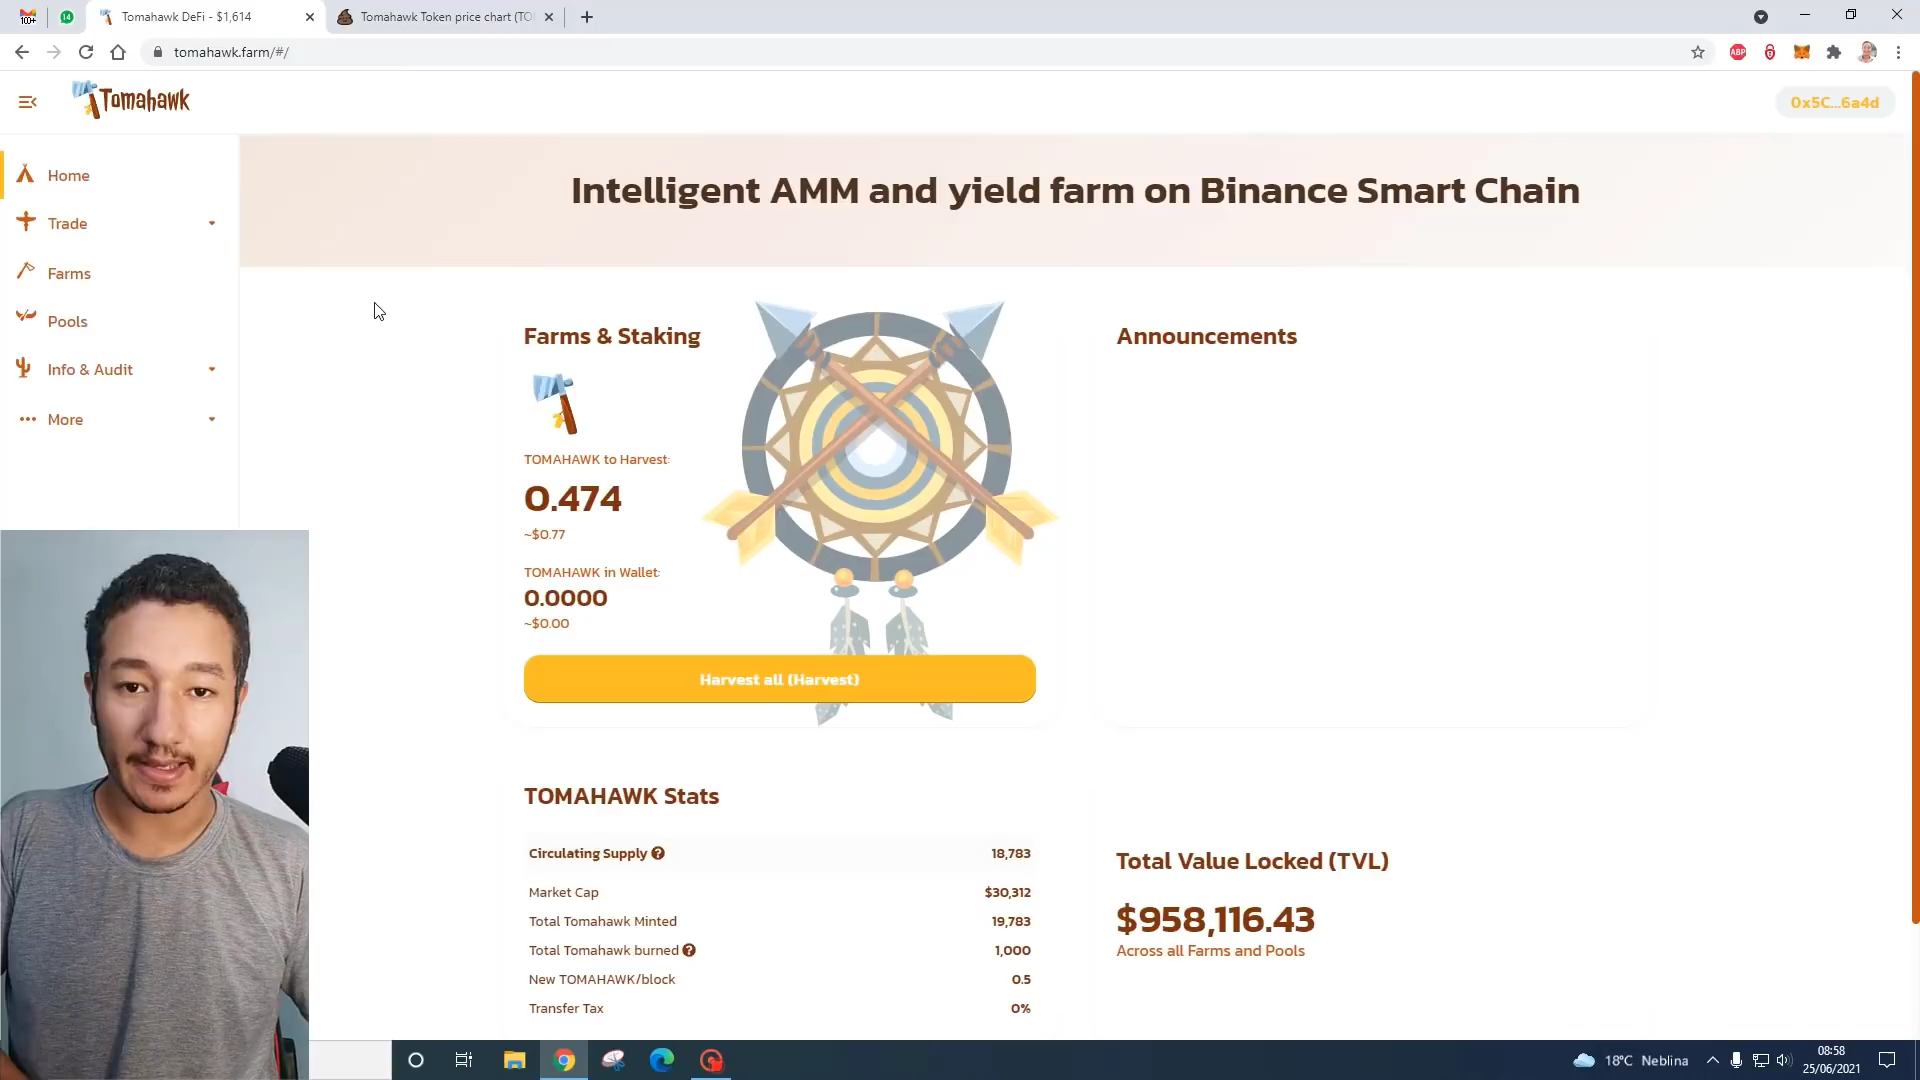 100+
14
Tomahawk DeFi - $1,614
Tomahawk Token price chart (TO
tomahawk.farm/#/
ABP
Tomahawk
0x5C...6a4d
Home
Trade
Farms
Pools
Info & Audit
More
Intelligent AMM and yield farm on Binance Smart Chain
Farms & Staking
TOMAHAWK to Harvest:
0.474
~$0.77
TOMAHAWK in Wallet:
0.0000
~$0.00
Harvest all (Harvest)
Announcements
TOMAHAWK Stats
Circulating Supply ? 18,783
Market Cap $30,312
Total Tomahawk Minted 19,783
Total Tomahawk burned ? 1,000
New TOMAHAWK/block 0.5
Transfer Tax 0%
Total Value Locked (TVL)
$958,116.43
Across all Farms and Pools
18°C Neblina
08:58
25/06/2021